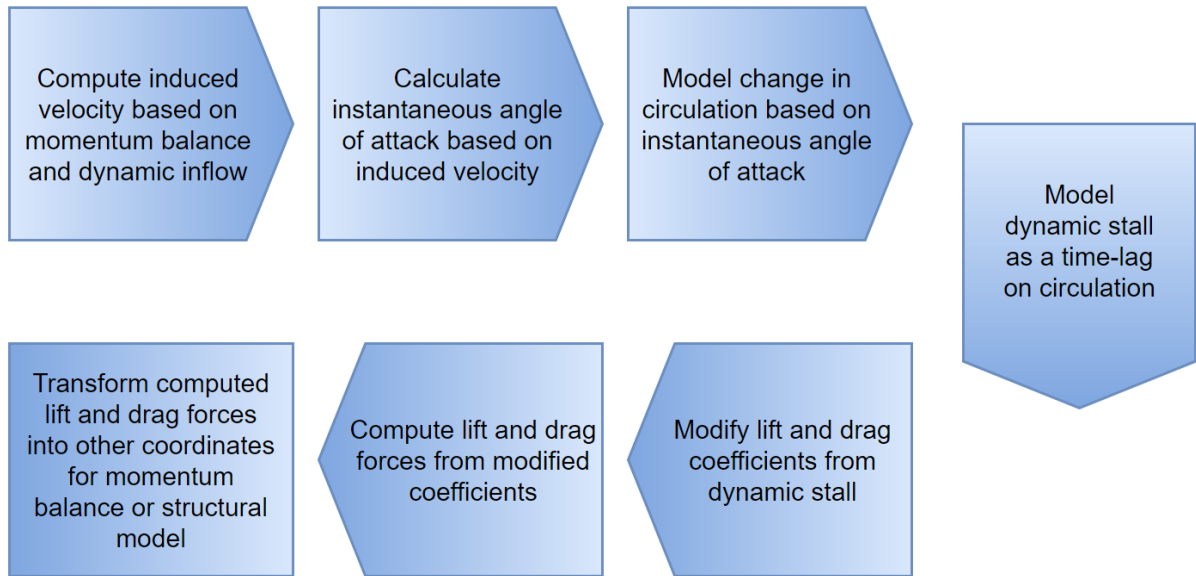 Compute induced
velocity based on
momentum balance
and dynamic inflow
Calculate
instantaneous angle
of attack based on
induced velocity
Model change in
circulation based on
instantaneous angle
of attack
Model
dynamic stall
as a time-lag
on circulation
Modify lift and drag
coefficients from
dynamic stall
Compute lift and drag
forces from modified
coefficients
Transform computed
lift and drag forces
into other coordinates
for momentum
balance or structural
model